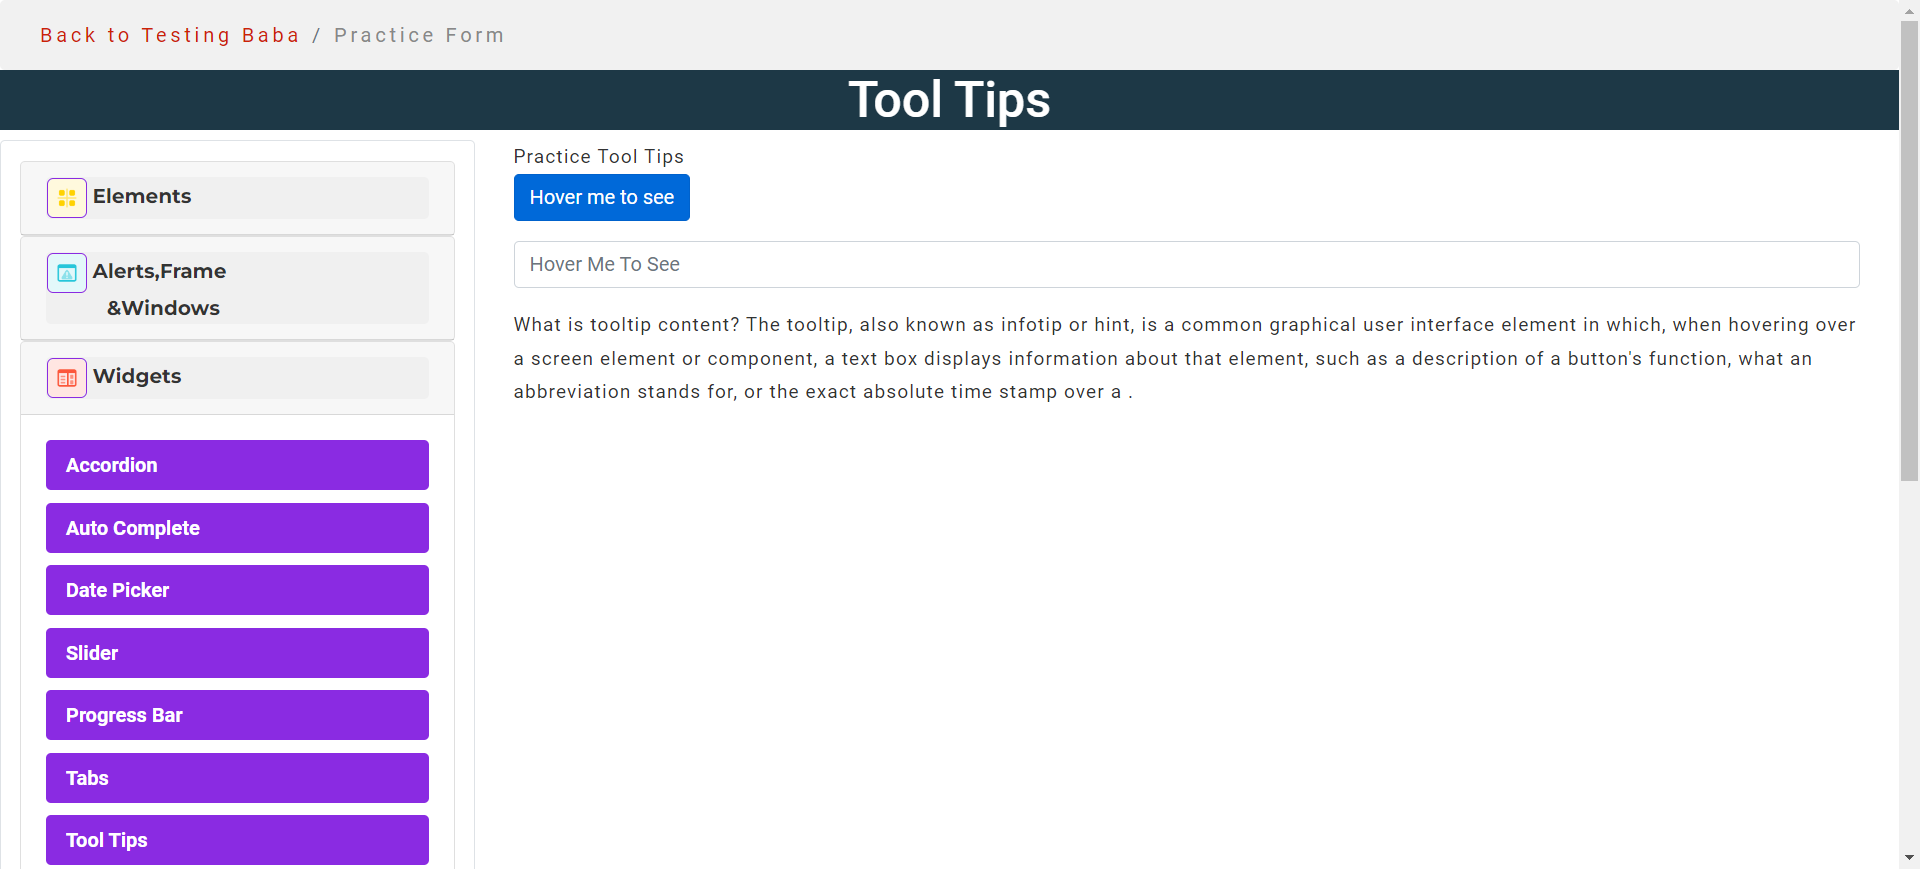 Back to Testing Baba / Practice Form
Tool Tips
Elements
Alerts,Frame
&Windows
Widgets
Accordion
Auto Complete
Date Picker
Slider
Progress Bar
Tabs
Tool Tips
Practice Tool Tips
Hover me to see
Hover Me To See
What is tooltip content? The tooltip, also known as infotip or hint, is a common graphical user interface element in which, when hovering over
a screen element or component, a text box displays information about that element, such as a description of a button's function, what an
abbreviation stands for, or the exact absolute time stamp over a .